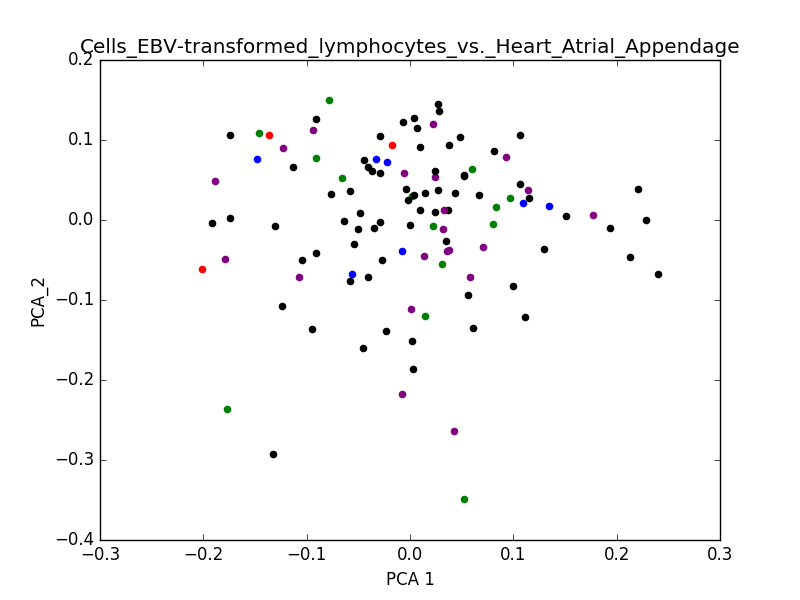 Cells_EBV-transformed_lymphocytes_vs._Heart_Atrial_Appendage
0.2
0.1
0.0
−0.1
−0.2
−0.3
−0.4
PCA_2
−0.3 −0.2 −0.1 0.0 0.1 0.2 0.3
PCA 1